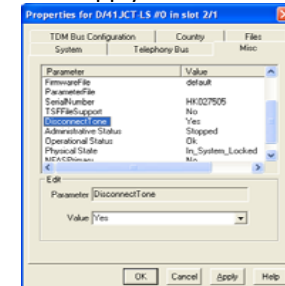 Properties for D/41JCT-LS #0 in slot 2/1
TDM Bus Configuration Country Files
System Telephony Bus Misc
Parameter Value
FirmwareFile default
ParameterFile
SerialNumber HK027505
TSFFileSupport No
DisconnectTone Yes
Administrative Status Stopped
Operational Status Ok
Physical State In_System_Locked
NFASPrimary No
Edit
Parameter DisconnectTone
Value Yes
OK Cancel Apply Help